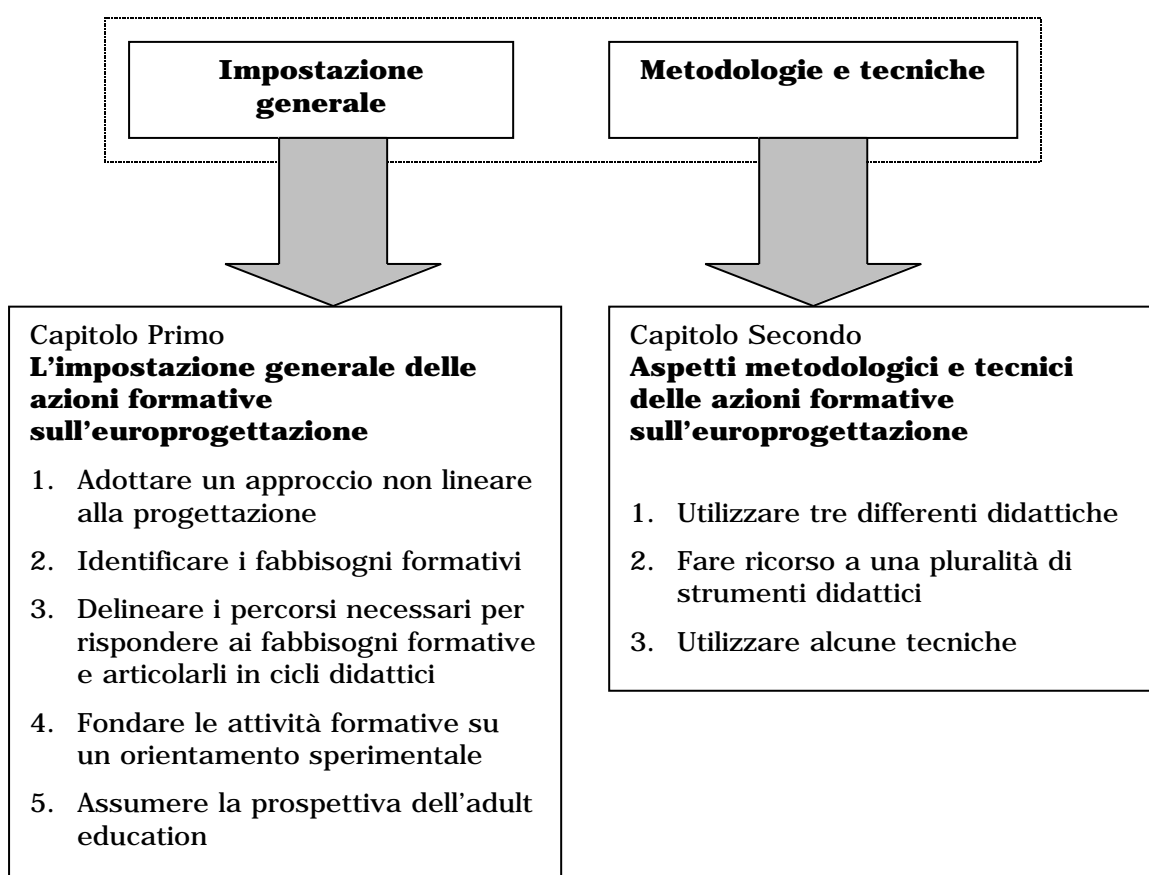 Impostazione
generale
Metodologie e tecniche
Capitolo Primo
L'impostazione generale delle
azioni formative
sull'europrogettazione
1. Adottare un approccio non lineare
alla progettazione
2. Identificare i fabbisogni formativi
3. Delineare i percorsi necessari per
rispondere ai fabbisogni formative
e articolarli in cicli didattici
4. Fondare le attività formative su
un orientamento sperimentale
5. Assumere la prospettiva dell'adult
education
Capitolo Secondo
Aspetti metodologici e tecnici
delle azioni formative
sull'europrogettazione
1. Utilizzare tre differenti didattiche
2. Fare ricorso a una pluralità di
strumenti didattici
3. Utilizzare alcune tecniche